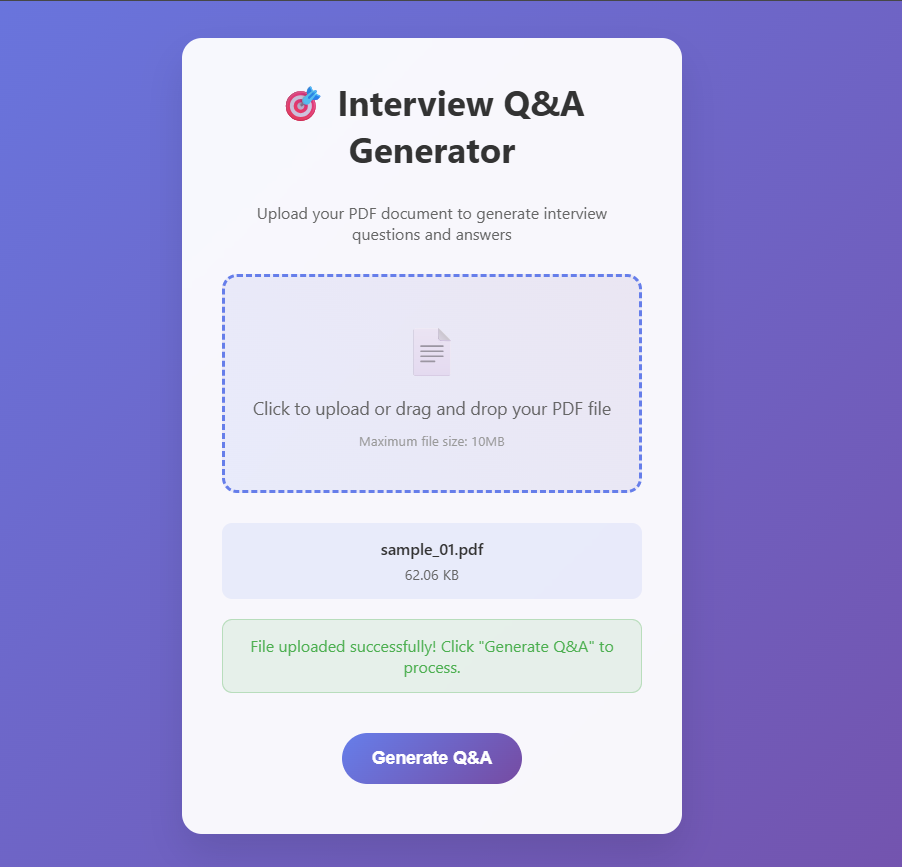 Interview Q&A
Generator
Upload your PDF document to generate interview
questions and answers
Click to upload or drag and drop your PDF file
Maximum file size: 10MB
sample_01.pdf
62.06 KB
File uploaded successfully! Click "Generate Q&A" to
process.
Generate Q&A